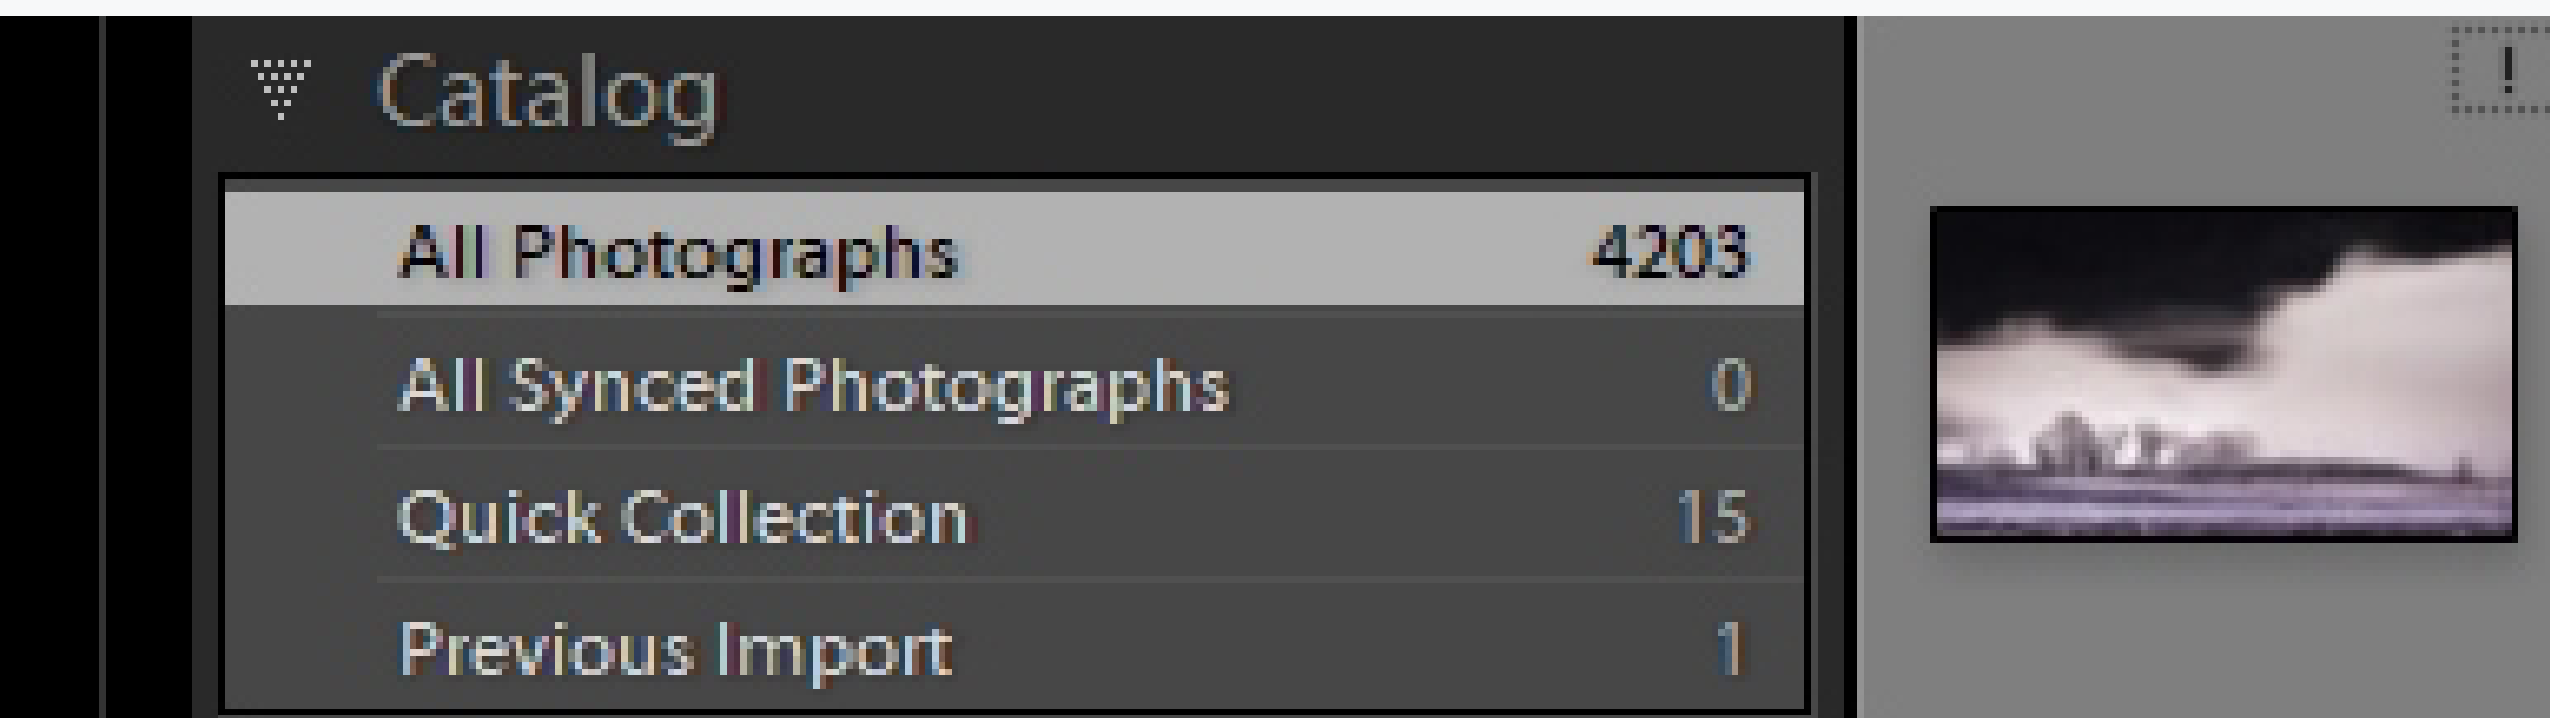 Catalog
!
All Photographs 4203
All Synced Photographs 0
Quick Collection 15
Previous Import 1